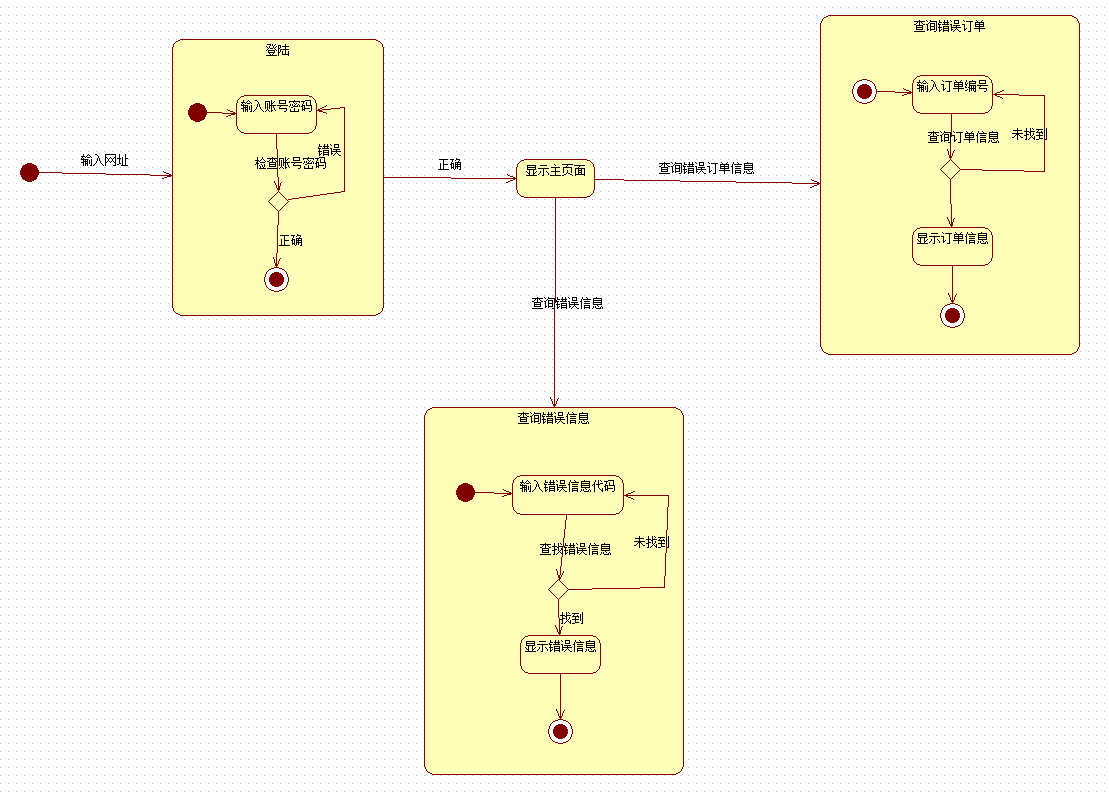 输入网址
登陆
输入账号密码
检查账号密码
错误
正确
正确
显示主页面
查询错误订单信息
查询错误订单
输入订单编号
查询订单信息
未找到
显示订单信息
查询错误信息
查询错误信息
输入错误信息代码
查找错误信息
未找到
找到
显示错误信息